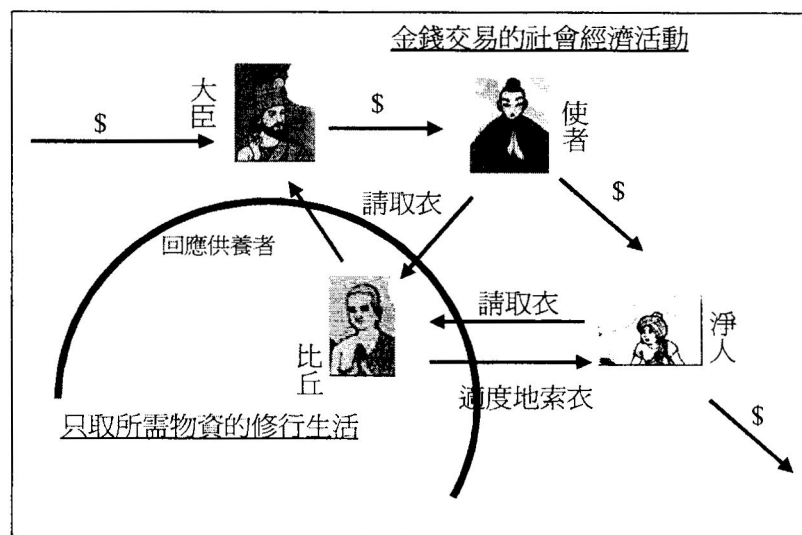 金錢交易的社會經濟活動
大臣
$
$
使者
請取衣
$
回應供養者
請取衣
淨人
比丘
適度地索衣
$
只取所需物資的修行生活